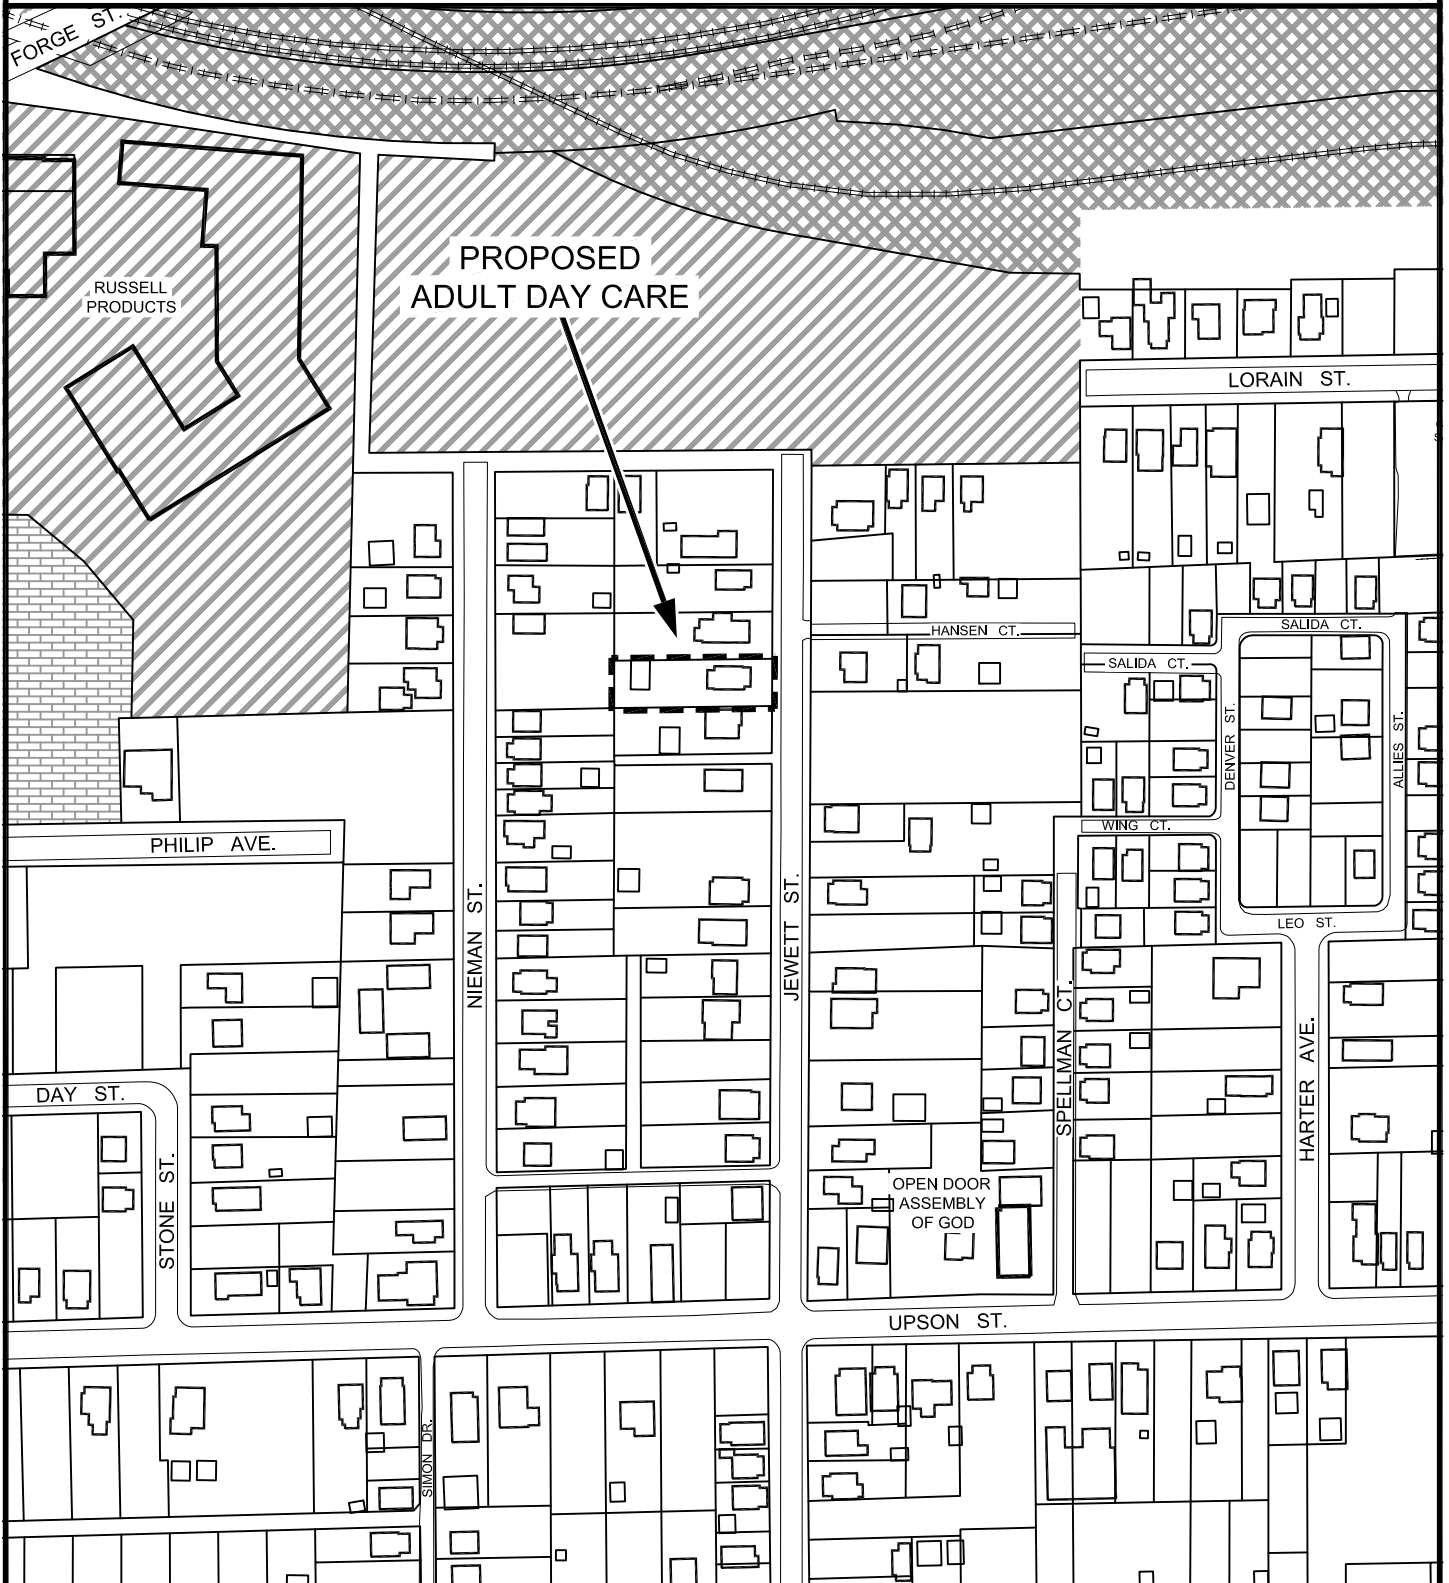 FORGE ST.
PROPOSED
ADULT DAY CARE
RUSSELL
PRODUCTS
LORAIN ST.
HANSEN CT.
SALIDA CT.
SALIDA CT.
DENVER ST.
ALLIES ST.
WING CT.
PHILIP AVE.
NIEMAN ST.
JEWETT ST.
LEO ST.
SPELLMAN CT.
HARTER AVE.
DAY ST.
STONE ST.
OPEN DOOR
ASSEMBLY
OF GOD
UPSON ST.
SIMON DR.